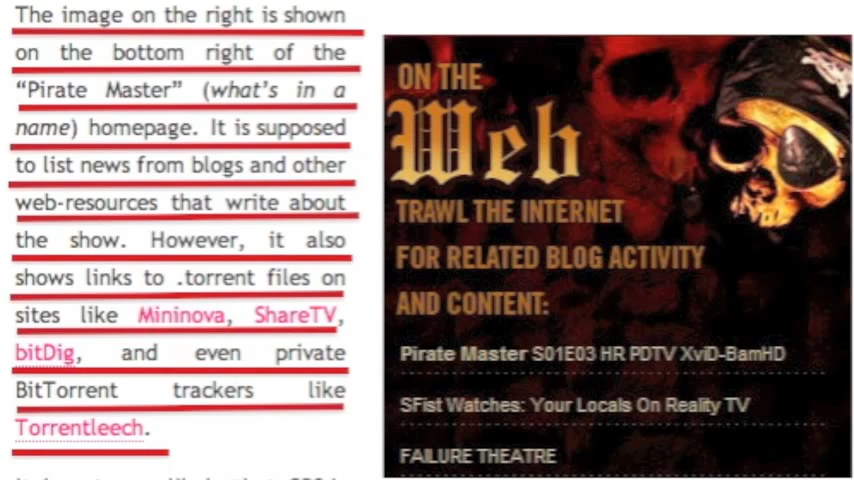 The image on the right is shown
on the bottom right of the
“Pirate Master” (what’s in a
name) homepage. It is supposed
to list news from blogs and other
web-resources that write about
the show. However, it also
shows links to .torrent files on
sites like Mininova, ShareTV,
bitDig, and even private
BitTorrent trackers like
Torrentleech.
ON THE
Web
TRAWL THE INTERNET
FOR RELATED BLOG ACTIVITY
AND CONTENT:
Pirate Master S01E03 HR PDTV XviD-BamHD
SFist Watches: Your Locals On Reality TV
FAILURE THEATRE